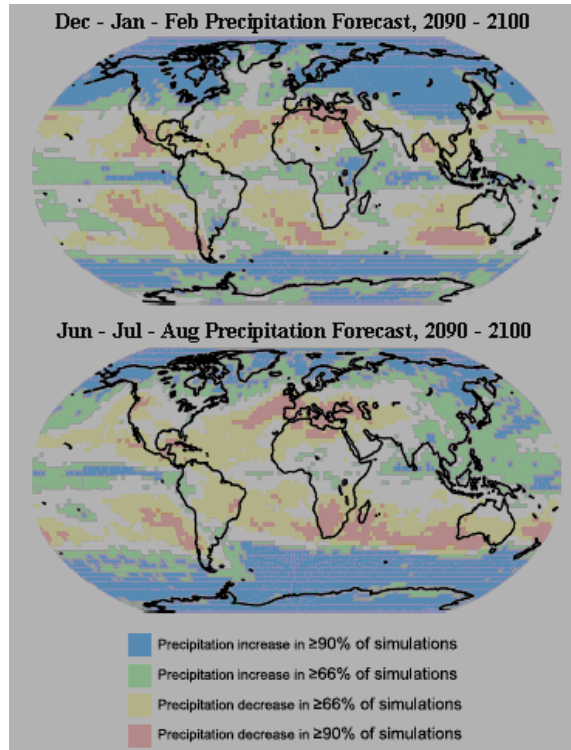 Dec - Jan - Feb Precipitation Forecast, 2090 - 2100
Jun - Jul - Aug Precipitation Forecast, 2090 - 2100
Precipitation increase in ≥90% of simulations
Precipitation increase in ≥66% of simulations
Precipitation decrease in ≥66% of simulations
Precipitation decrease in ≥90% of simulations